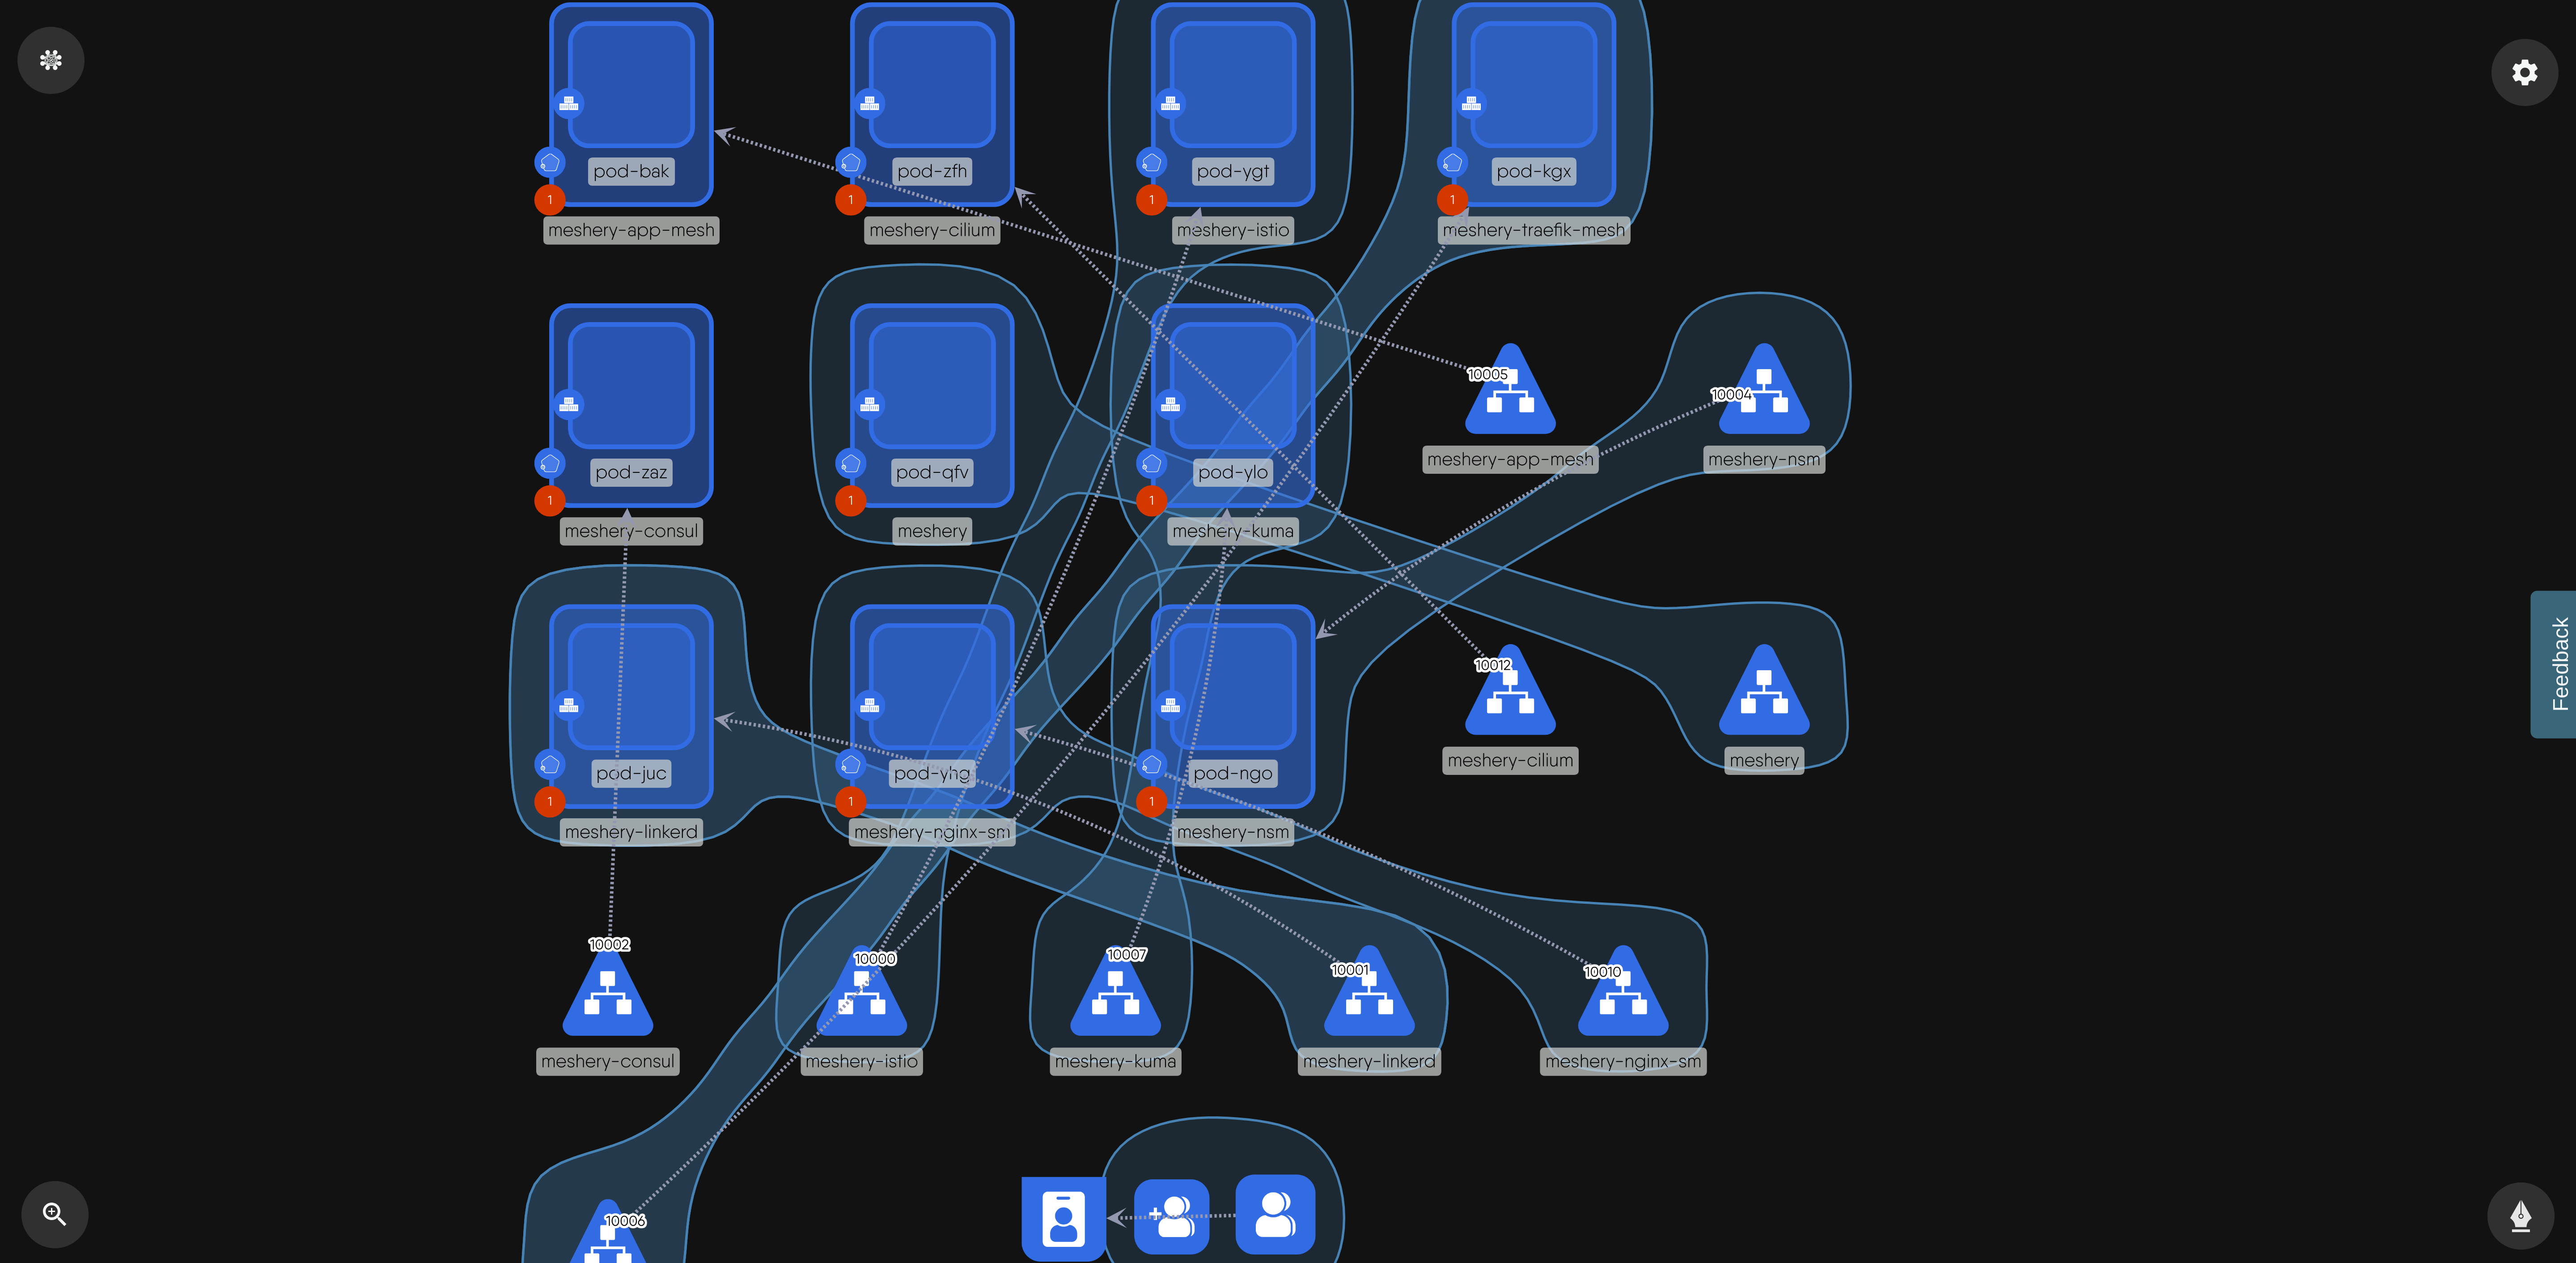 pod-bak
pod-zfh
pod-ygt
pod-kgx
1
1
1
1
meshery-app-mesh
meshery-cilium
meshery-istio
meshery-traefik-mesh
10005
10004
pod-zaz
pod-qfv
pod-ylo
meshery-app-mesh
meshery-nsm
1
1
1
meshery-consul
meshery
meshery-kuma
10012
Feedback
pod-juc
pod-yhg
pod-ngo
meshery-cilium
meshery
1
1
1
meshery-linkerd
meshery-nginx-sm
meshery-nsm
10002
10000
10007
10001
10010
meshery-consul
meshery-istio
meshery-kuma
meshery-linkerd
meshery-nginx-sm
10006